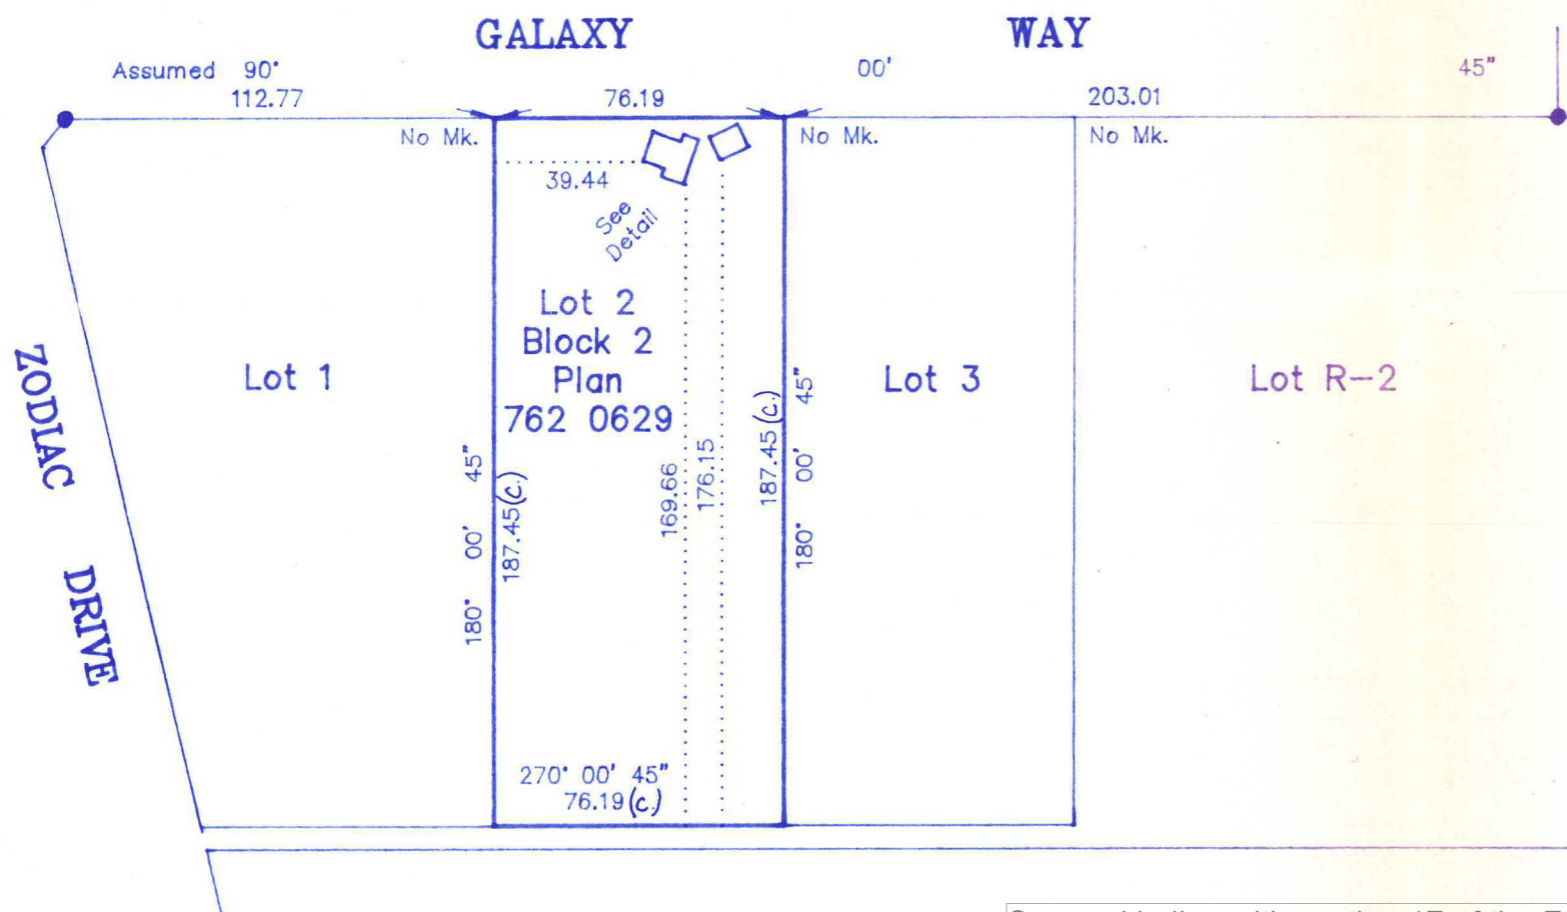 GALAXY WAY
Assumed 90° 00' 45"
112.77 76.19 203.01
No Mk. No Mk. No Mk.
39.44
See
Detail
Lot 2
Block 2
Plan
762 0629
Lot 1
Lot 3
Lot R-2
ZODIAC DRIVE
180° 00' 45"
187.45 (c.)
169.66
176.15
187.45 (c.)
180° 00' 45"
270° 00' 45"
76.19 (c.)